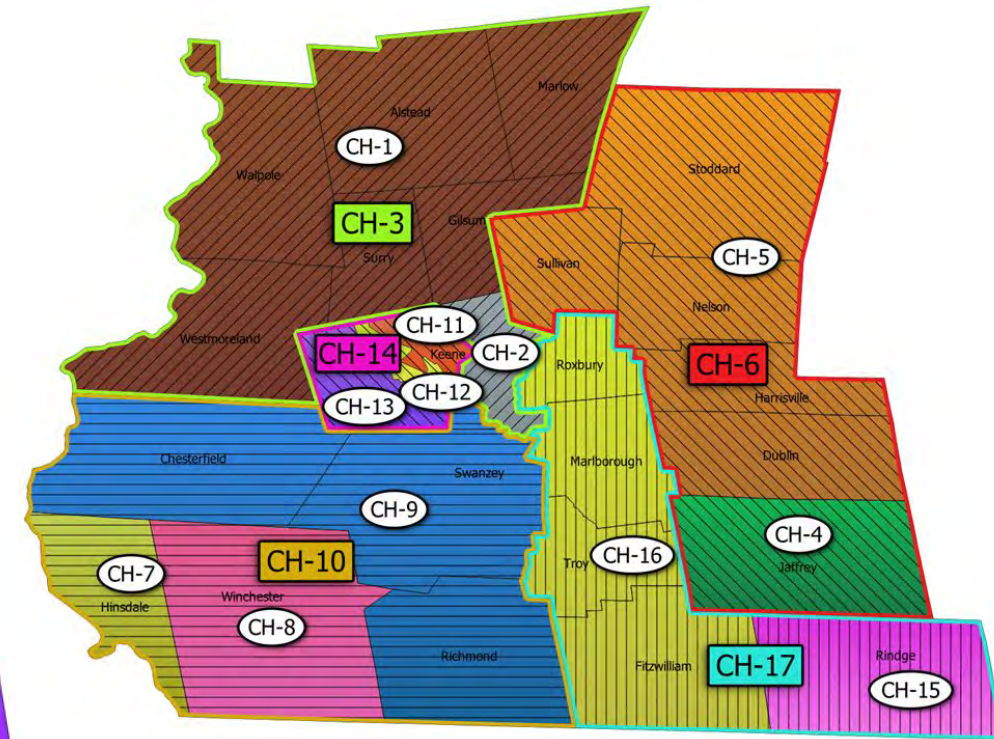 Marlow
Alstead
CH-1
Stoddard
Walpole
CH-3
Gilsum
Surry
Sullivan
CH-5
Nelson
Westmoreland
CH-11
CH-14
Keene
CH-2
Roxbury
CH-6
CH-12
CH-13
Harrisville
Chesterfield
Swanzey
Marlborough
Dublin
CH-9
CH-4
CH-16
Troy
Jaffrey
CH-10
CH-7
Hinsdale
Winchester
CH-8
Richmond
Fitzwilliam
CH-17
Rindge
CH-15